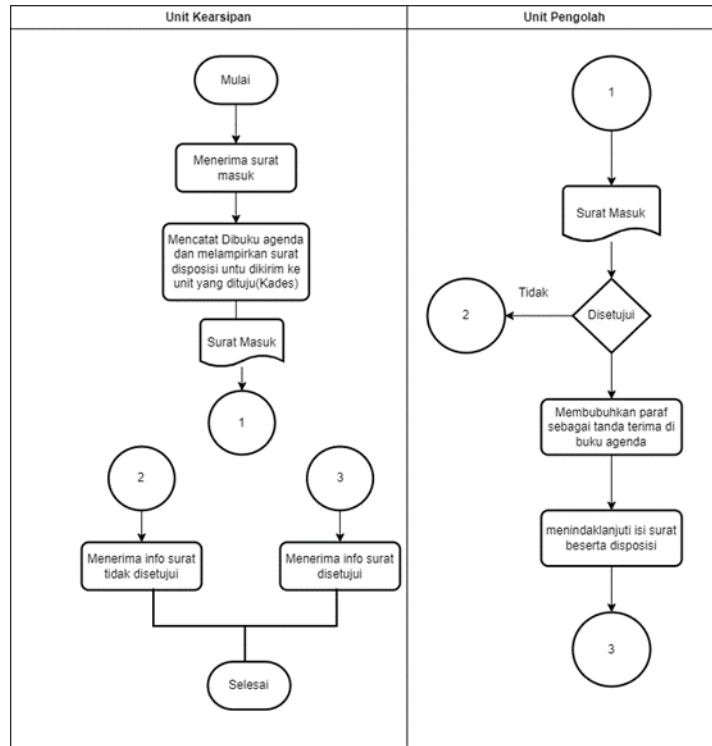 Unit Kearsipan
Mulai
Menerima surat
masuk
Mencatat Dibuku agenda
dan melampirkan surat
disposisi untu dikirim ke
unit yang dituju(Kades)
Surat Masuk
1
2
3
Menerima info surat
tidak disetujui
Menerima info surat
disetujui
Selesai
Unit Pengolah
1
Surat Masuk
Tidak
2
Disetujui
Membubuhkan paraf
sebagai tanda terima di
buku agenda
menindaklanjuti isi surat
beserta disposisi
3